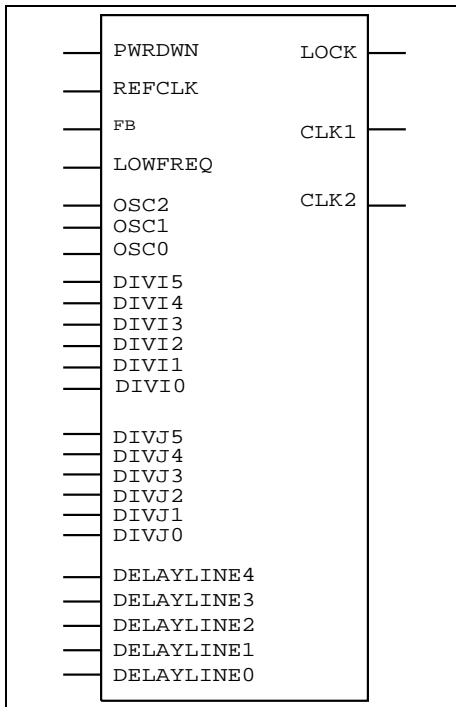 PWRDWN LOCK
REFCLK
FB
CLK1
LOWFREQ
OSC2 CLK2
OSC1
OSC0
DIVI5
DIVI4
DIVI3
DIVI2
DIVI1
DIVI0
DIVJ5
DIVJ4
DIVJ3
DIVJ2
DIVJ1
DIVJ0
DELAYLINE4
DELAYLINE3
DELAYLINE2
DELAYLINE1
DELAYLINE0